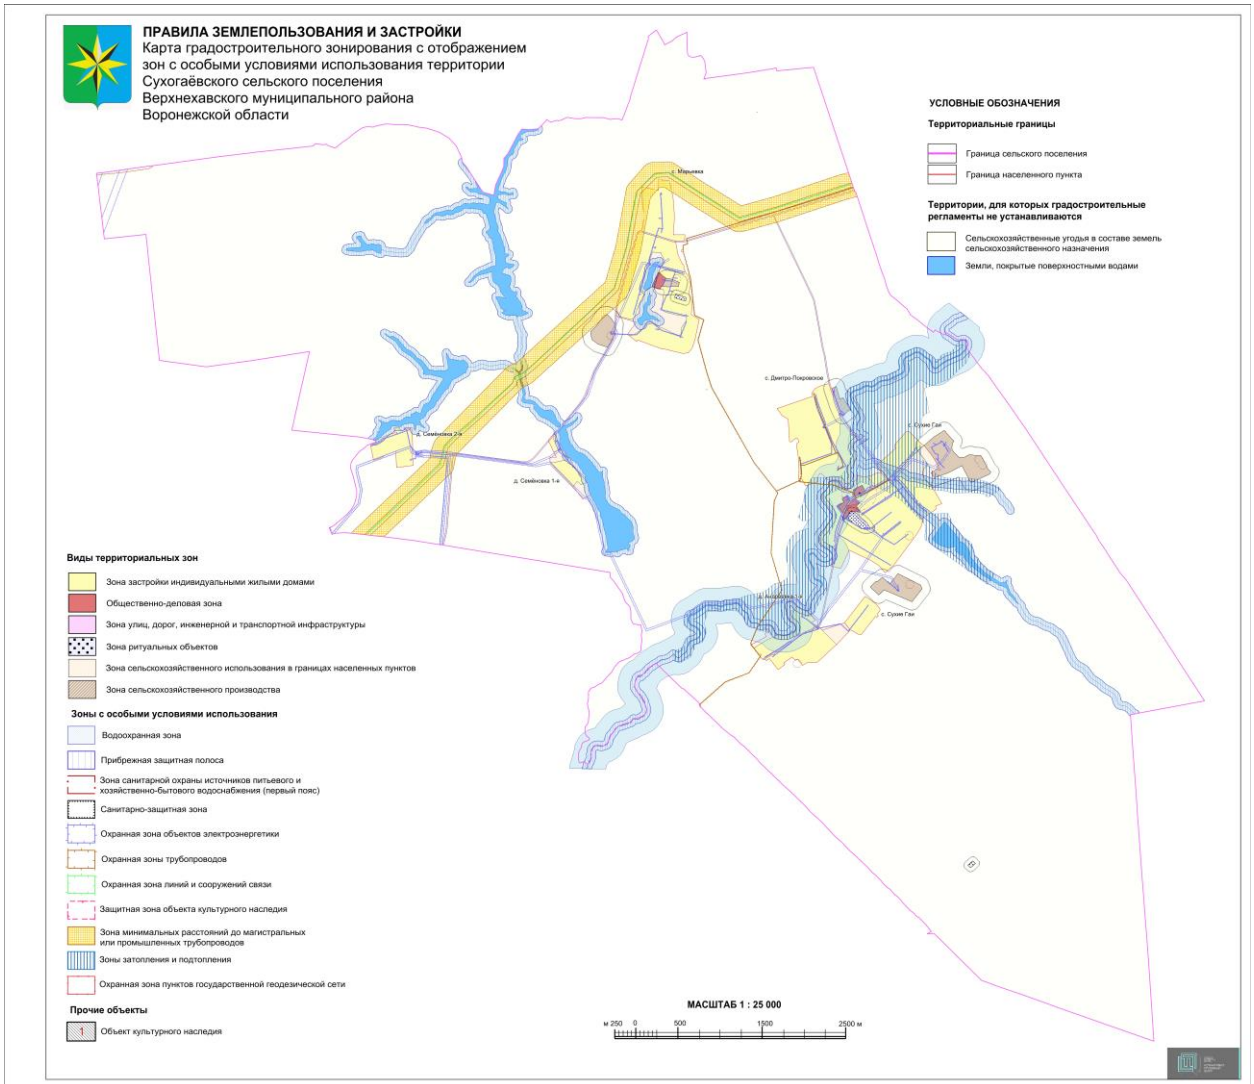 ПРАВИЛА ЗЕМЛЕПОЛЬЗОВАНИЯ И ЗАСТРОЙКИ
Карта градостроительного зонирования с отображением
зон с особыми условиями использования территории
Сухогаёвского сельского поселения
Верхнехавского муниципального района
Воронежской области
УСЛОВНЫЕ ОБОЗНАЧЕНИЯ
Территориальные границы
Граница сельского поселения
Граница населенного пункта
Территории, для которых градостроительные
регламенты не устанавливаются
Сельскохозяйственные угодья в составе земель
сельскохозяйственного назначения
Земли, покрытые поверхностными водами
с. Марьевка
с. Дмитро-Покровское
с. Сухие Гаи
д. Семёновка 2-я
д. Семёновка 1-я
с. Сухие Гаи
Виды территориальных зон
Зона застройки индивидуальными жилыми домами
Общественно-деловая зона
Зона улиц, дорог, инженерной и транспортной инфраструктуры
Зона ритуальных объектов
Зона сельскохозяйственного использования в границах населенных пунктов
Зона сельскохозяйственного производства
Зоны с особыми условиями использования
Водоохранная зона
Прибрежная защитная полоса
Зона санитарной охраны источников питьевого и
хозяйственно-бытового водоснабжения (первый пояс)
Санитарно-защитная зона
Охранная зона объектов электроэнергетики
Охранная зоны трубопроводов
Охранная зона линий и сооружений связи
Защитная зона объекта культурного наследия
Зона минимальных расстояний до магистральных
или промышленных трубопроводов
Зоны затопления и подтопления
Охранная зона пунктов государственной геодезической сети
Прочие объекты
1 Объект культурного наследия
МАСШТАБ 1 : 25 000
м 250 0 500 1500 2500 м